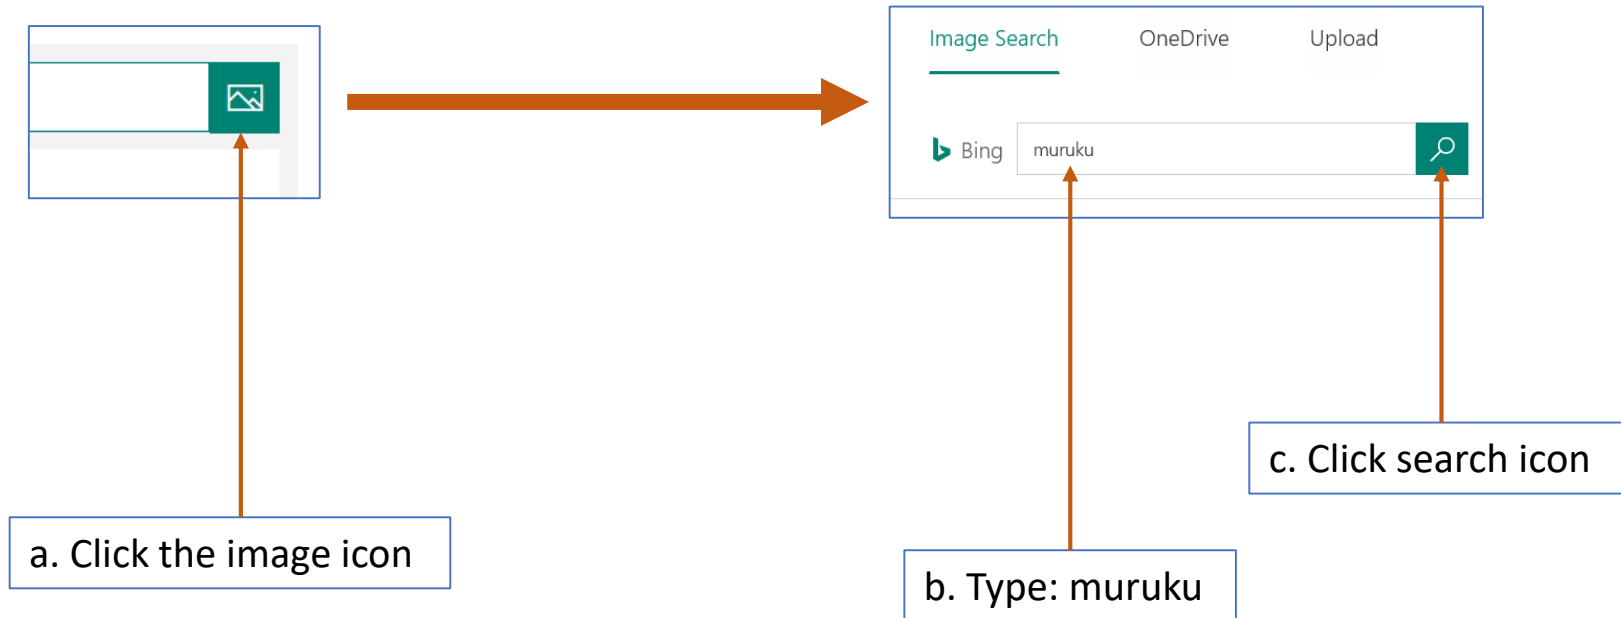 Image Search OneDrive Upload
Bing muruku
c. Click search icon
a. Click the image icon
b. Type: muruku